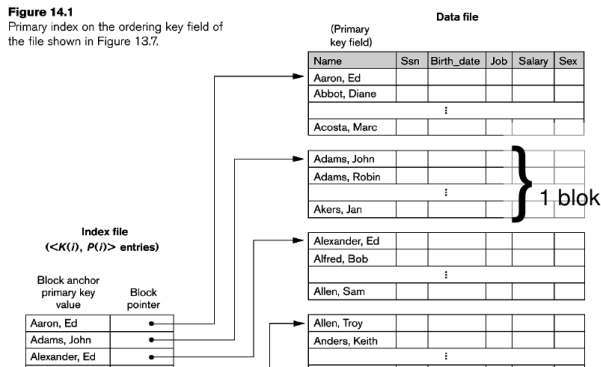 Figure 14.1
Primary index on the ordering key field of
the file shown in Figure 13.7.
Data file
(Primary
key field)
Name Ssn Birth_date Job Salary Sex
Aaron, Ed
Abbot, Diane
⋮
Acosta, Marc
Adams, John
Adams, Robin
⋮
Akers, Jan
} 1 blok
Index file
(<K(i), P(i)> entries)
Alexander, Ed
Alfred, Bob
⋮
Allen, Sam
Block anchor
primary key
value
Block
pointer
Aaron, Ed
Adams, John
Alexander, Ed
Allen, Troy
Anders, Keith
⋮